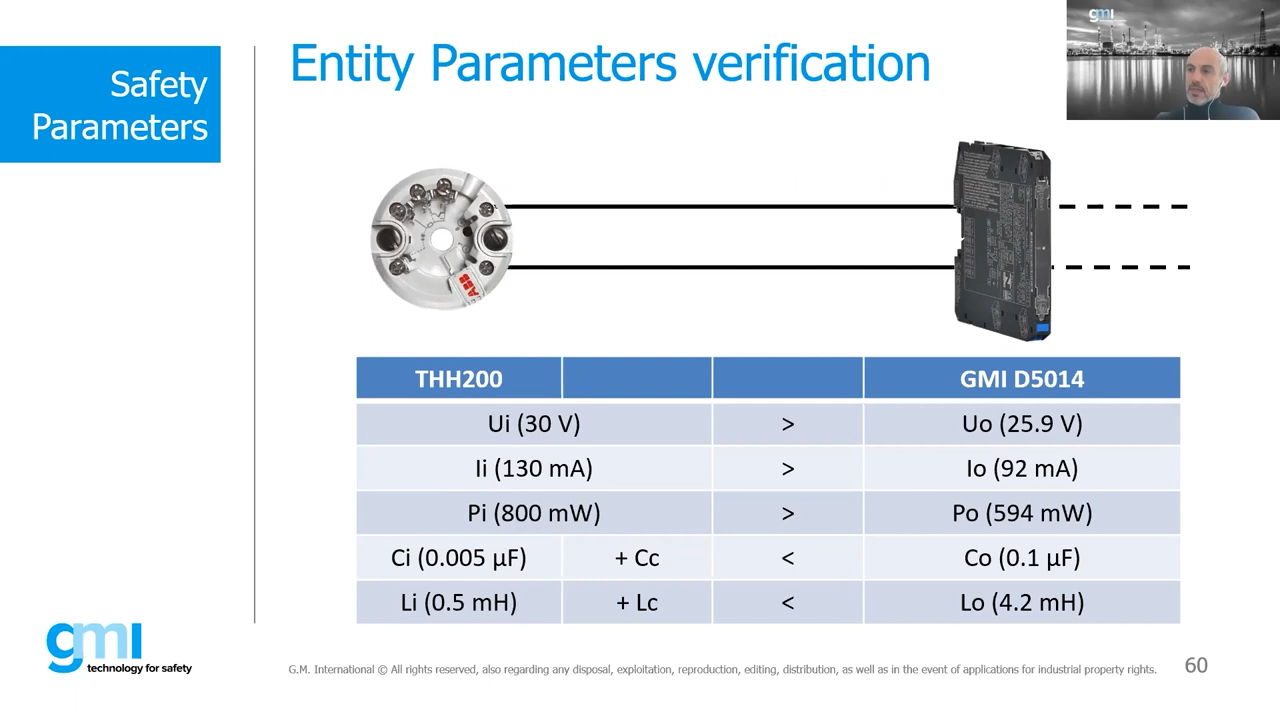 Safety
Parameters
Entity Parameters verification
gmi
ABB
THH200 GMI D5014
Ui (30 V) > Uo (25.9 V)
Ii (130 mA) > Io (92 mA)
Pi (800 mW) > Po (594 mW)
Ci (0.005 µF) + Cc < Co (0.1 µF)
Li (0.5 mH) + Lc < Lo (4.2 mH)
gmi
technology for safety
G.M. International © All rights reserved, also regarding any disposal, exploitation, reproduction, editing, distribution, as well as in the event of applications for industrial property rights.
60